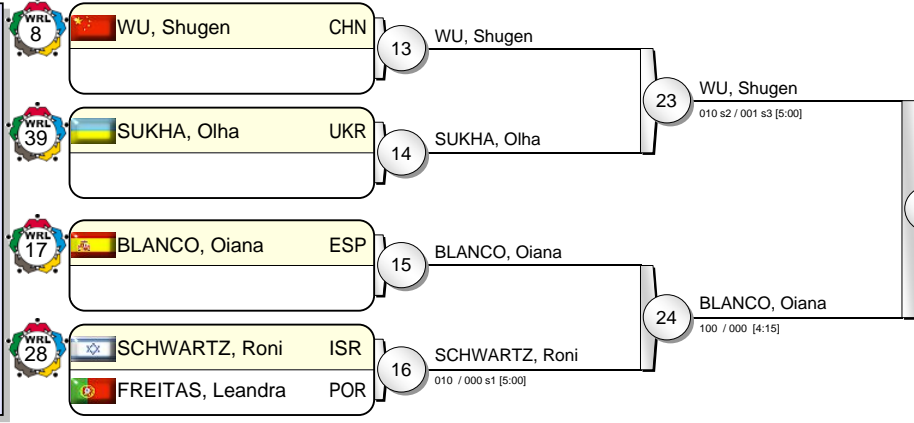 WRL
8
WU, Shugen CHN
13
WU, Shugen
WRL
39
SUKHA, Olha UKR
14
SUKHA, Olha
23
WU, Shugen
010 s2 / 001 s3 [5:00]
WRL
17
BLANCO, Oiana ESP
15
BLANCO, Oiana
WRL
28
SCHWARTZ, Roni ISR
FREITAS, Leandra POR
16
SCHWARTZ, Roni
010 / 000 s1 [5:00]
24
BLANCO, Oiana
100 / 000 [4:15]